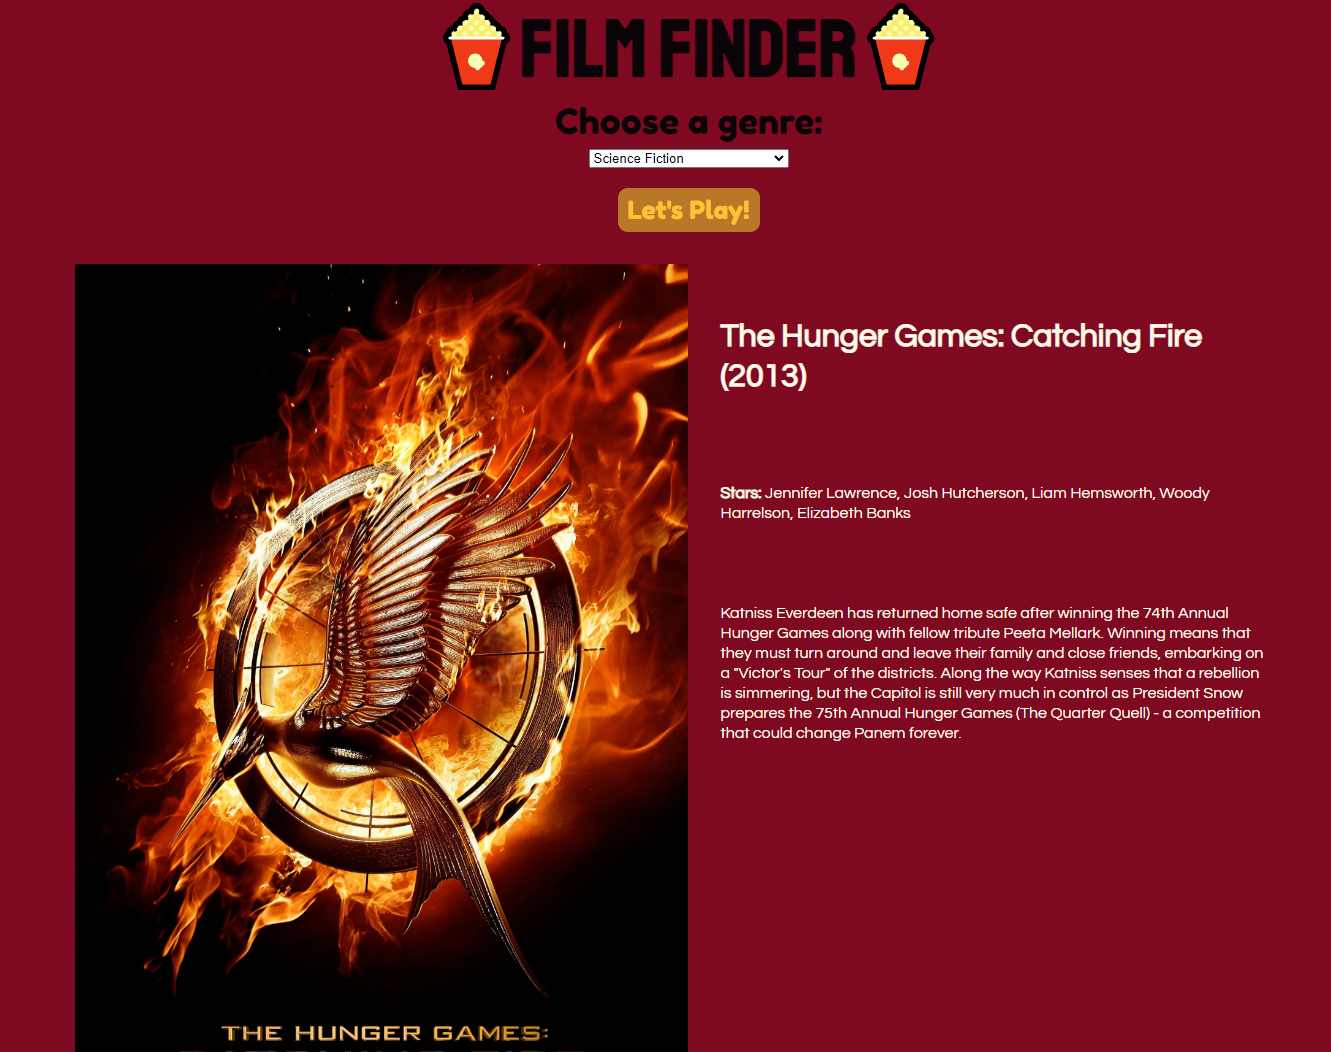 FILM FINDER
Choose a genre:
Science Fiction
Let's Play!
The Hunger Games: Catching Fire
(2013)
Stars: Jennifer Lawrence, Josh Hutcherson, Liam Hemsworth, Woody
Harrelson, Elizabeth Banks
Katniss Everdeen has returned home safe after winning the 74th Annual
Hunger Games along with fellow tribute Peeta Mellark. Winning means that
they must turn around and leave their family and close friends, embarking on
a "Victor's Tour" of the districts. Along the way Katniss senses that a rebellion
is simmering, but the Capitol is still very much in control as President Snow
prepares the 75th Annual Hunger Games (The Quarter Quell) - a competition
that could change Panem forever.
THE HUNGER GAMES: